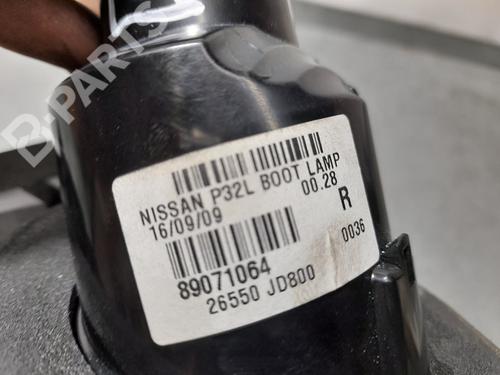 B-PARTS
NISSAN P32L BOOT LAMP
16/09/09 00.28
R
89071064 0036
26550 JD800